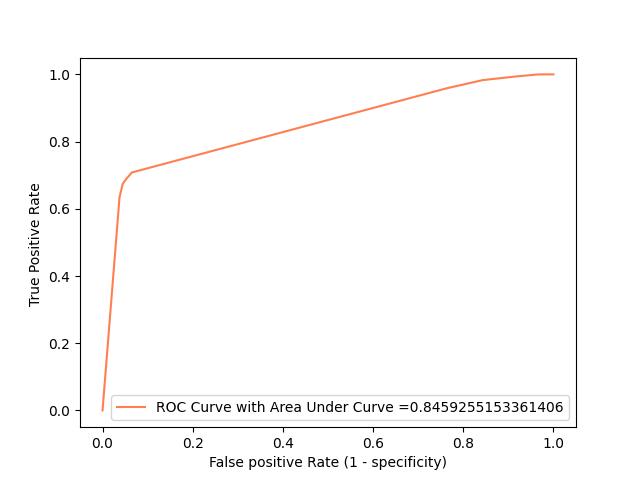 1.0
0.8
0.6
0.4
0.2
0.0
True Positive Rate
ROC Curve with Area Under Curve =0.8459255153361406
0.0 0.2 0.4 0.6 0.8 1.0
False positive Rate (1 - specificity)